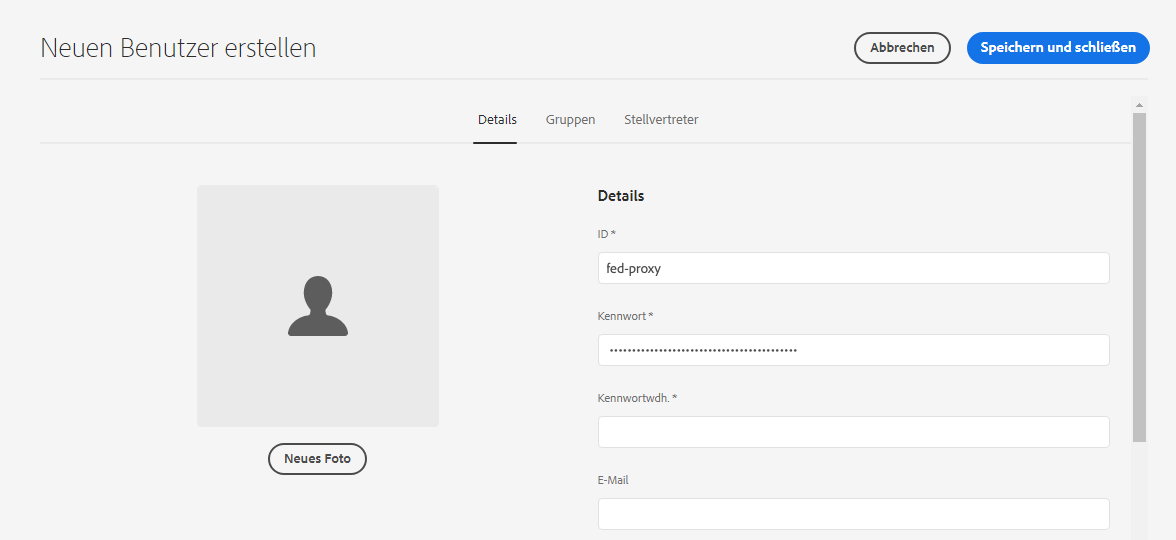 Neuen Benutzer erstellen
Abbrechen
Speichern und schließen
Details
Gruppen
Stellvertreter
Details
ID *
fed-proxy
Kennwort *
••••••••••••••••••••••••••••••••••••••••••
Kennwortwdh. *
E-Mail
Neues Foto